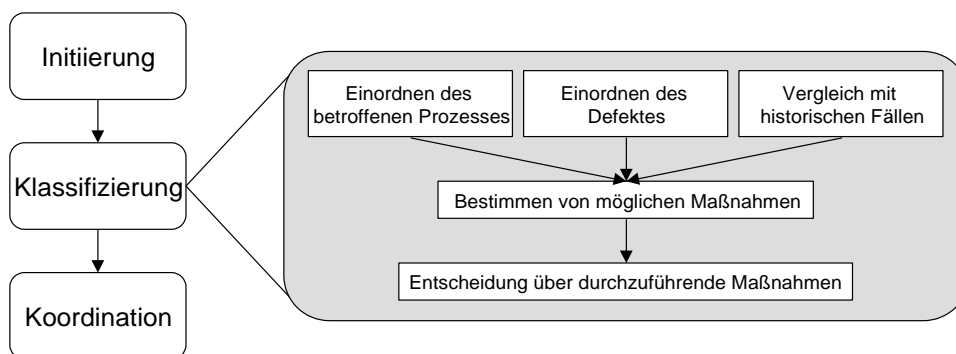 Initiierung
Klassifizierung
Koordination
Einordnen des
betroffenen Prozesses
Einordnen des
Defektes
Vergleich mit
historischen Fällen
Bestimmen von möglichen Maßnahmen
Entscheidung über durchzuführende Maßnahmen